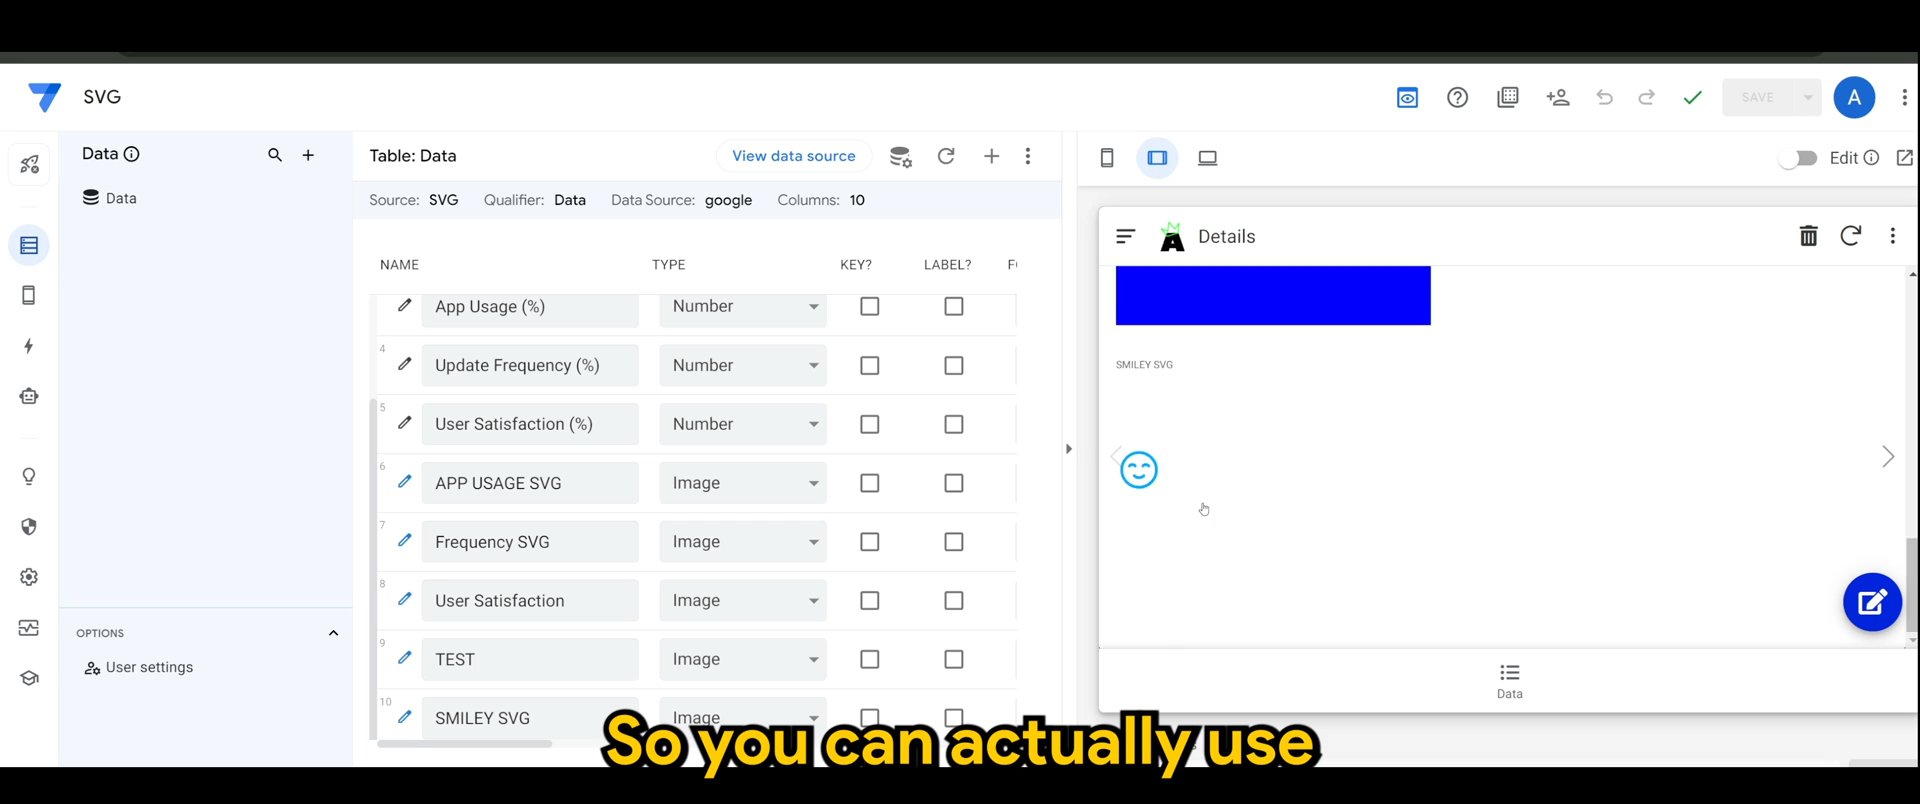 SVG
SAVE
A
Data
Table: Data
View data source
Edit
Data
Source: SVG Qualifier: Data Data Source: google Columns: 10
A Details
NAME TYPE KEY? LABEL?
App Usage (%) Number
4
Update Frequency (%) Number
SMILEY SVG
5
User Satisfaction (%) Number
6
APP USAGE SVG Image
7
Frequency SVG Image
8
User Satisfaction Image
OPTIONS
9
TEST Image
User settings
Data
10
SMILEY SVG Image
So you can actually use